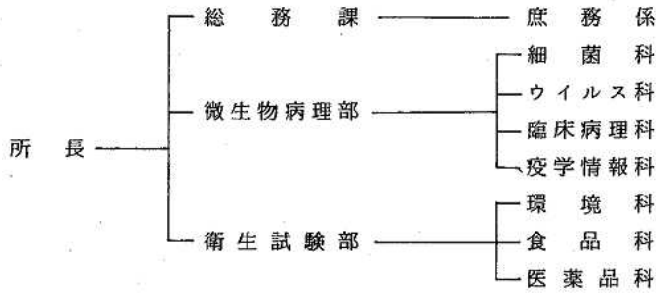 総務課 庶務係
細菌科
ウイルス科
微生物病理部
臨床病理科
所長
疫学情報科
環境科
衛生試験部 食品科
医薬品科